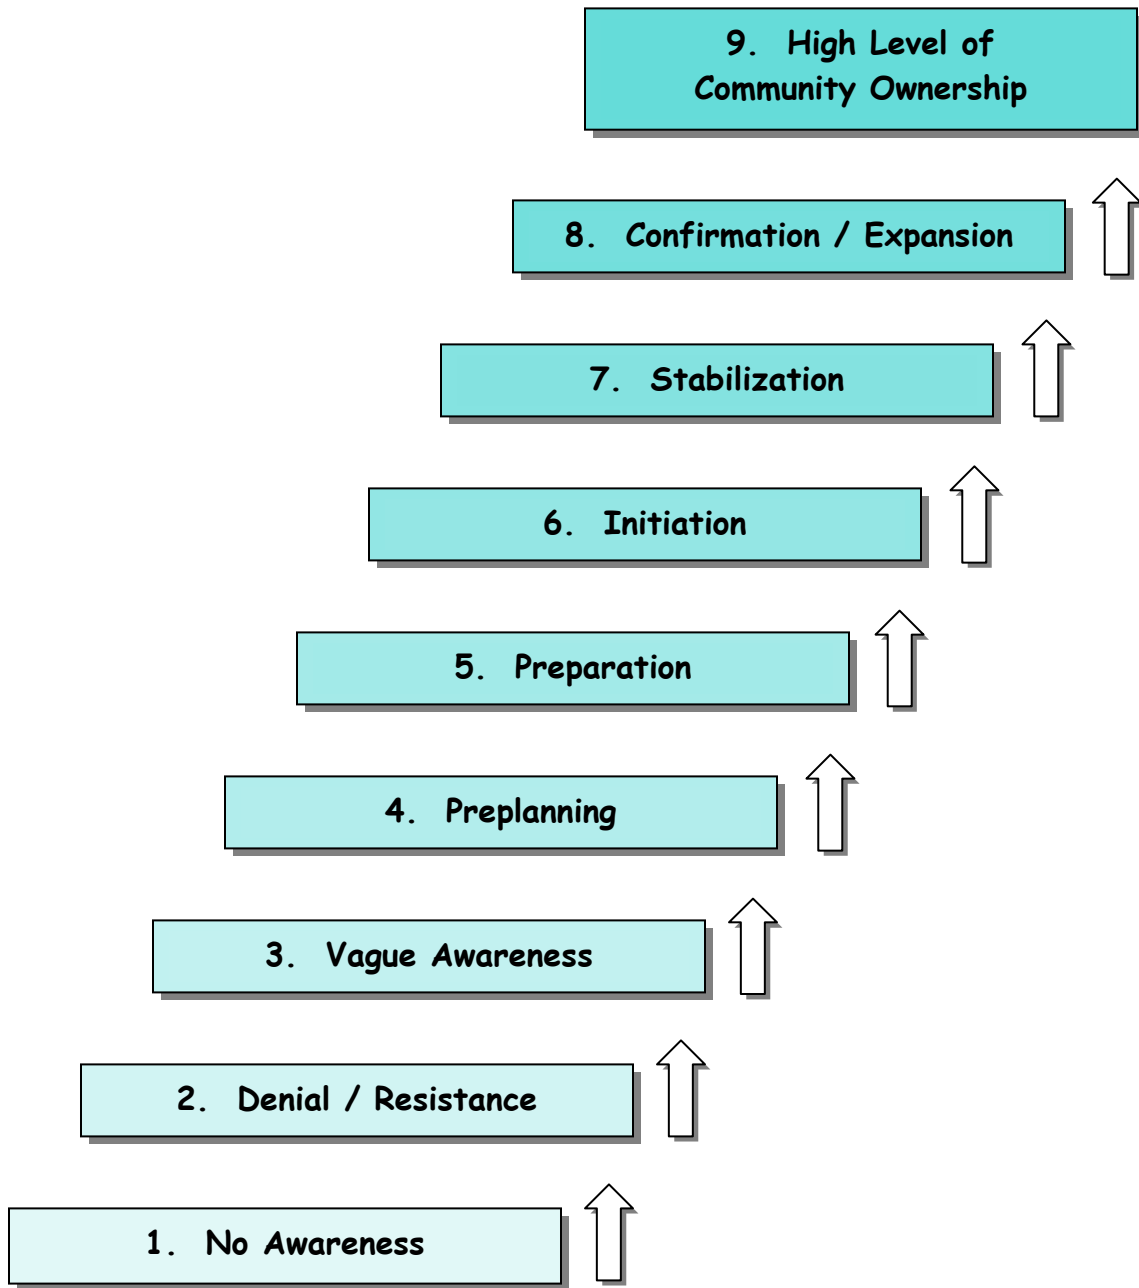 9. High Level of
Community Ownership
8. Confirmation / Expansion
7. Stabilization
6. Initiation
5. Preparation
4. Preplanning
3. Vague Awareness
2. Denial / Resistance
1. No Awareness